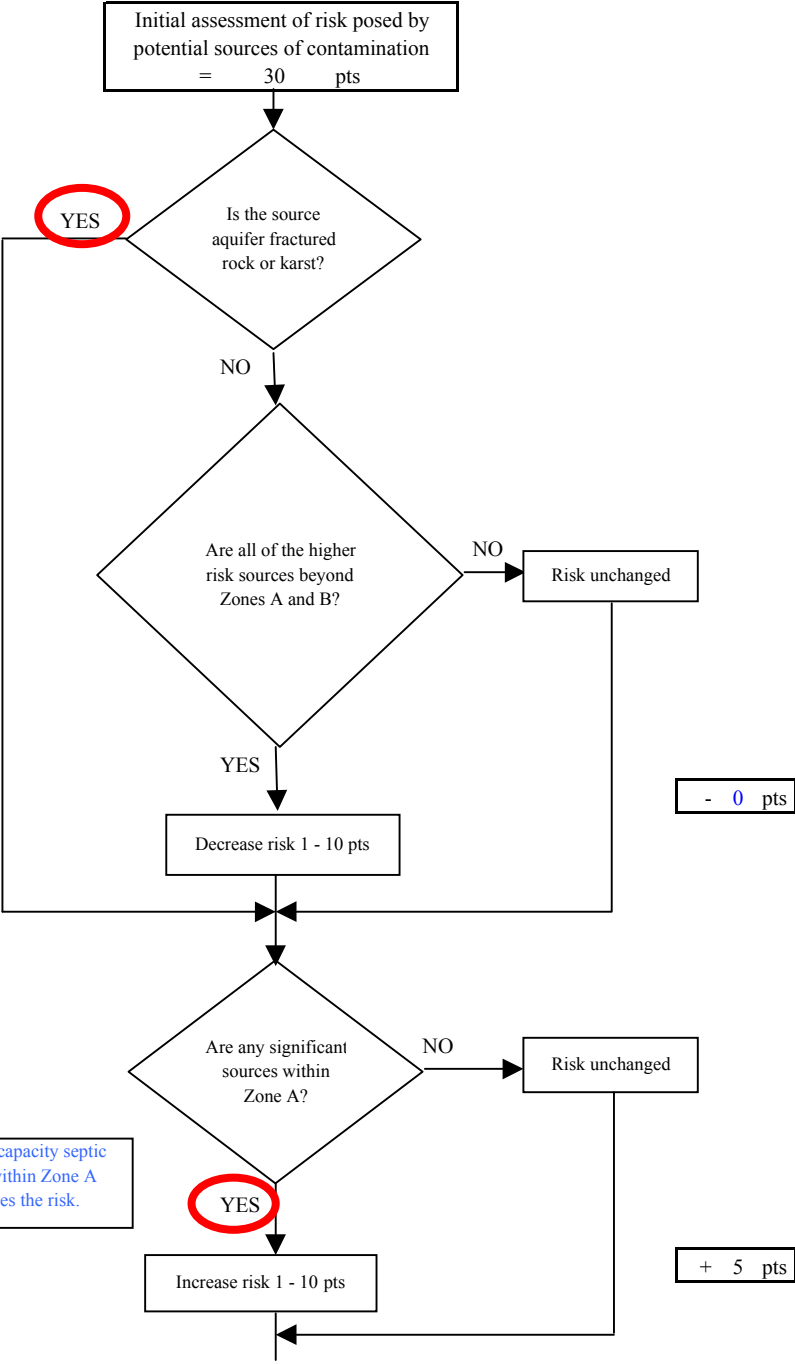 Initial assessment of risk posed by
potential sources of contamination
= 30 pts
YES
Is the source
aquifer fractured
rock or karst?
NO
Are all of the higher
risk sources beyond
Zones A and B?
NO
Risk unchanged
YES
- 0 pts
Decrease risk 1 - 10 pts
Are any significant
sources within
Zone A?
NO
Risk unchanged
capacity septic
within Zone A
es the risk.
YES
Increase risk 1 - 10 pts
+ 5 pts